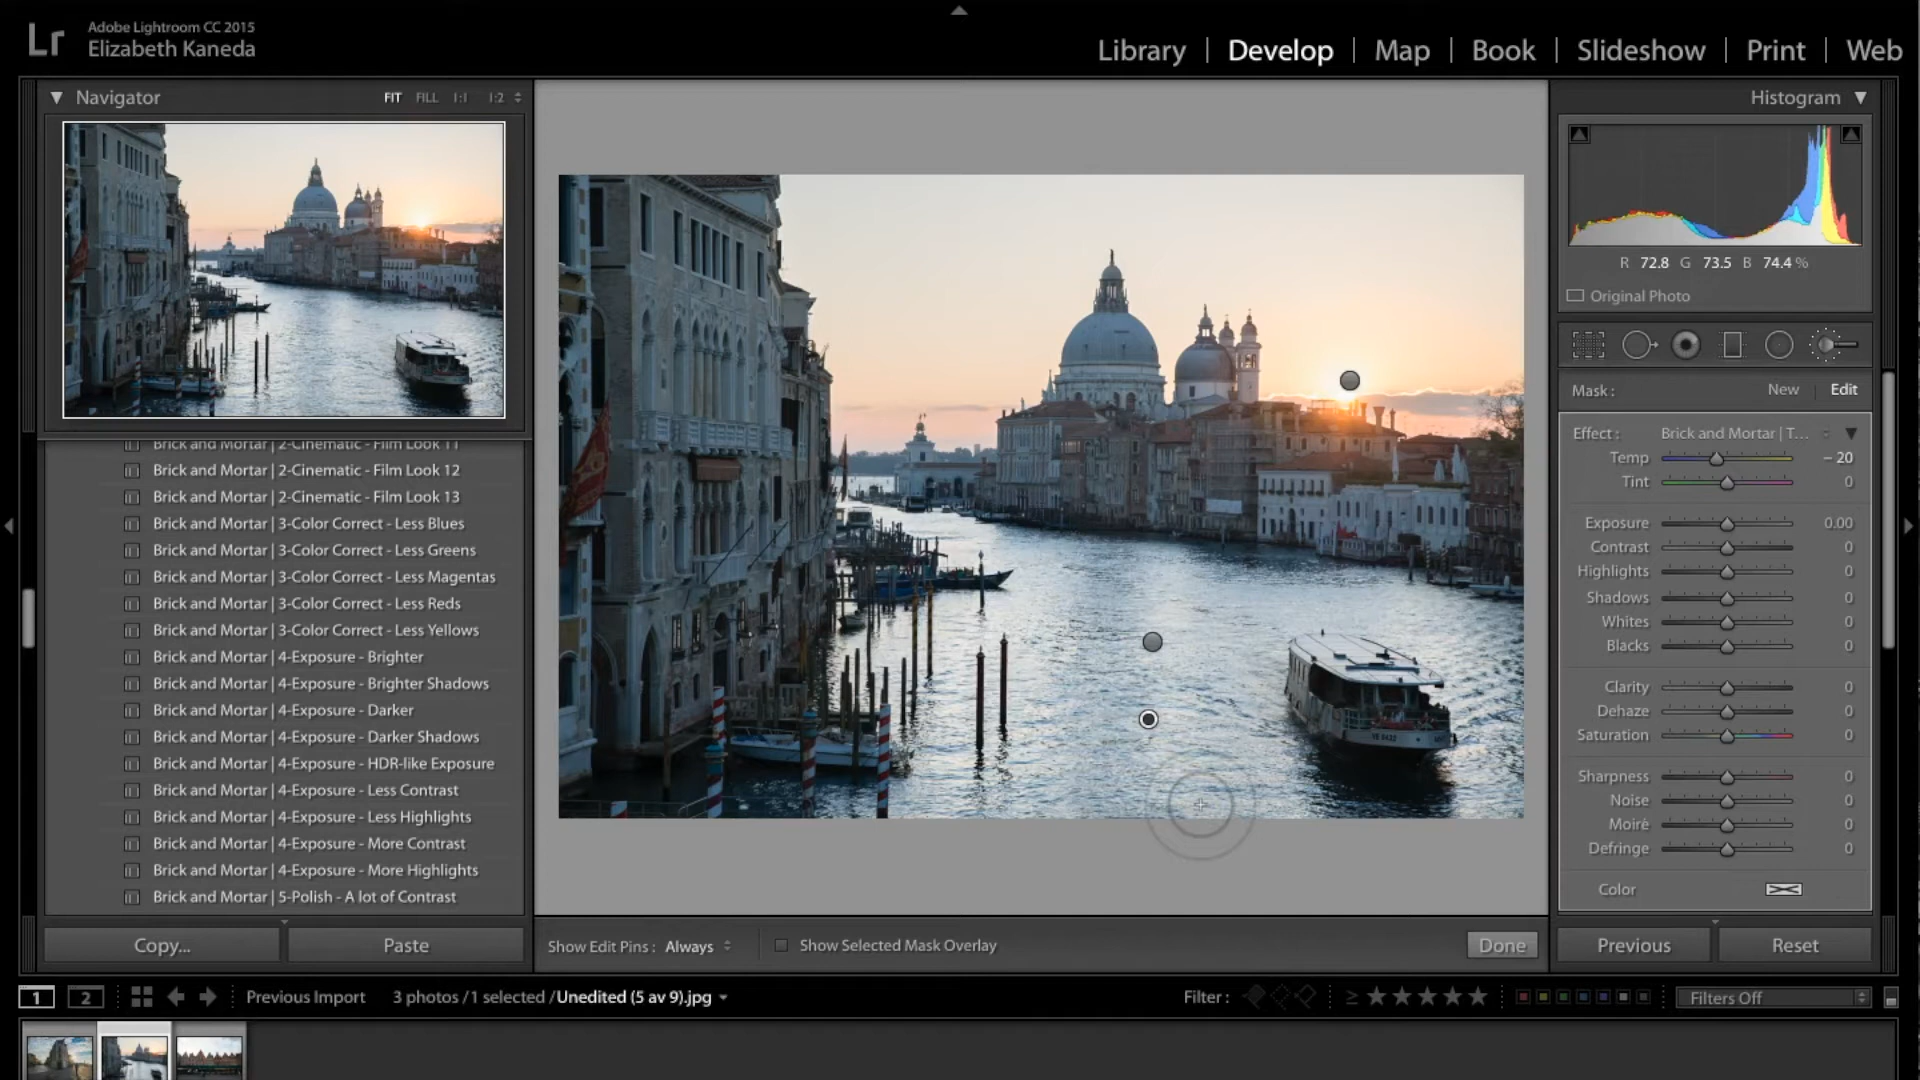 Lr
Adobe Lightroom CC 2015
Elizabeth Kaneda
Library | Develop | Map | Book | Slideshow | Print | Web
Navigator FIT FILL 1:1 1:2
Brick and Mortar | 2-Cinematic - Film Look 11
Brick and Mortar | 2-Cinematic - Film Look 12
Brick and Mortar | 2-Cinematic - Film Look 13
Brick and Mortar | 3-Color Correct - Less Blues
Brick and Mortar | 3-Color Correct - Less Greens
Brick and Mortar | 3-Color Correct - Less Magentas
Brick and Mortar | 3-Color Correct - Less Reds
Brick and Mortar | 3-Color Correct - Less Yellows
Brick and Mortar | 4-Exposure - Brighter
Brick and Mortar | 4-Exposure - Brighter Shadows
Brick and Mortar | 4-Exposure - Darker
Brick and Mortar | 4-Exposure - Darker Shadows
Brick and Mortar | 4-Exposure - HDR-like Exposure
Brick and Mortar | 4-Exposure - Less Contrast
Brick and Mortar | 4-Exposure - Less Highlights
Brick and Mortar | 4-Exposure - More Contrast
Brick and Mortar | 4-Exposure - More Highlights
Brick and Mortar | 5-Polish - A lot of Contrast
Copy... Paste
Show Edit Pins : Always Show Selected Mask Overlay Done
Histogram
R 72.8 G 73.5 B 74.4 %
Original Photo
Mask : New Edit
Effect : Brick and Mortar | T...
Temp – 20
Tint 0
Exposure 0.00
Contrast 0
Highlights 0
Shadows 0
Whites 0
Blacks 0
Clarity 0
Dehaze 0
Saturation 0
Sharpness 0
Noise 0
Moiré 0
Defringe 0
Color
Previous Reset
1 2 Previous Import 3 photos /1 selected /Unedited (5 av 9).jpg Filter : ≥ ★★★★★ Filters Off